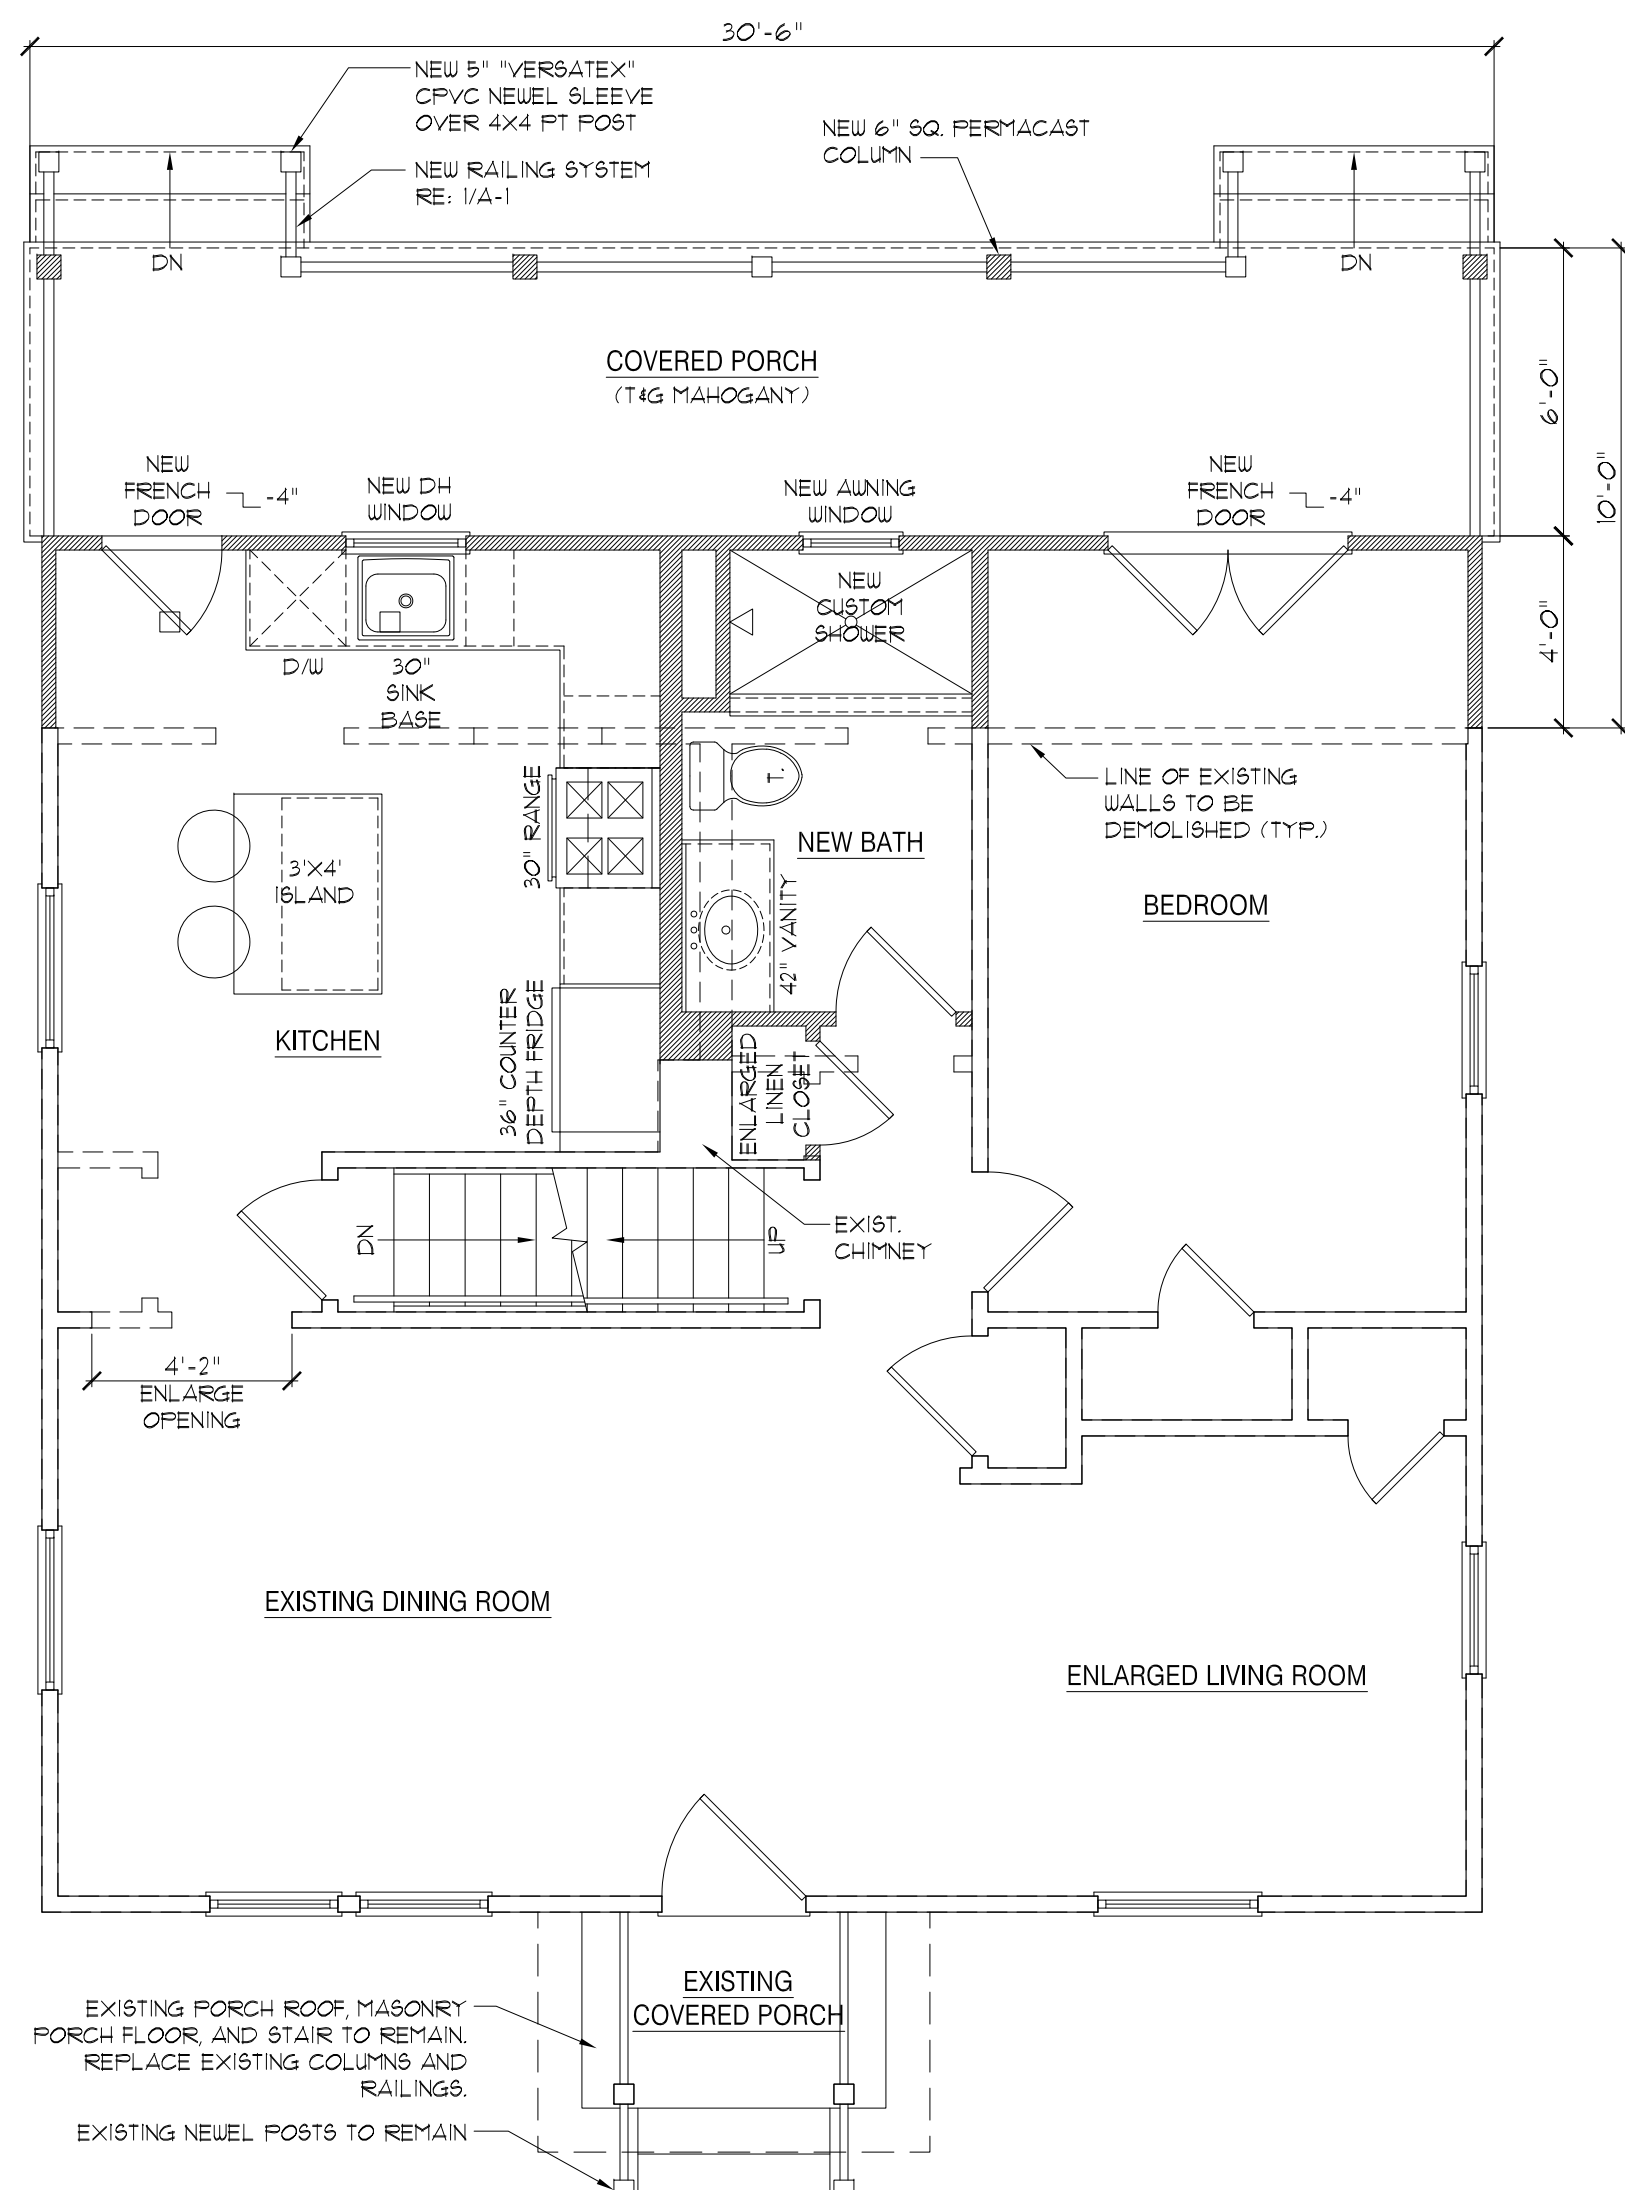 30'-6"
NEW 5" "VERSATEX"
CPVC NEWEL SLEEVE
OVER 4X4 PT POST
NEW RAILING SYSTEM
RE: 1/A-1
NEW 6" SQ. PERMACAST
COLUMN
DN
DN
COVERED PORCH
(T&G MAHOGANY)
6'-0"
10'-0"
4'-0"
NEW
FRENCH
DOOR
-4"
NEW DH
WINDOW
NEW AWNING
WINDOW
NEW
FRENCH
DOOR
-4"
NEW
CUSTOM
SHOWER
D/W
30"
SINK
BASE
LINE OF EXISTING
WALLS TO BE
DEMOLISHED (TYP.)
T.
30" RANGE
3'X4'
ISLAND
NEW BATH
42" VANITY
BEDROOM
KITCHEN
36" COUNTER
DEPTH FRIDGE
ENLARGED
LINEN
CLOSET
DN
UP
EXIST.
CHIMNEY
4'-2"
ENLARGE
OPENING
EXISTING DINING ROOM
ENLARGED LIVING ROOM
EXISTING
COVERED PORCH
EXISTING PORCH ROOF, MASONRY
PORCH FLOOR, AND STAIR TO REMAIN.
REPLACE EXISTING COLUMNS AND
RAILINGS.
EXISTING NEWEL POSTS TO REMAIN